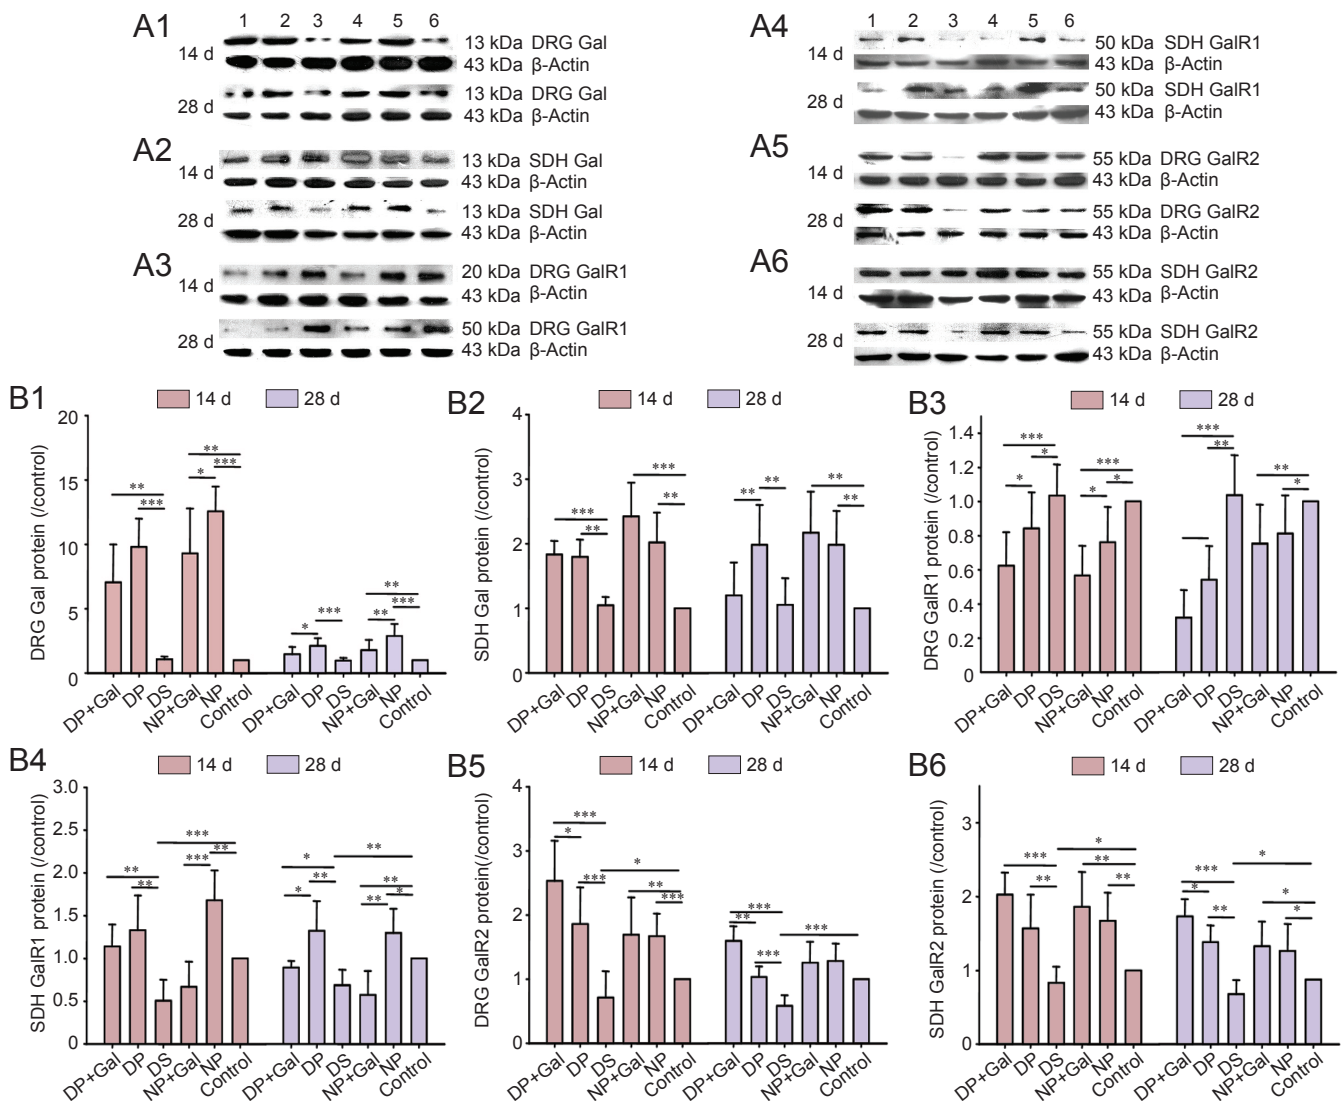 A1
1 2 3 4 5 6
14 d
13 kDa DRG Gal
43 kDa β-Actin
28 d
13 kDa DRG Gal
43 kDa β-Actin
A2
14 d
13 kDa SDH Gal
43 kDa β-Actin
28 d
13 kDa SDH Gal
43 kDa β-Actin
A3
14 d
20 kDa DRG GalR1
43 kDa β-Actin
28 d
50 kDa DRG GalR1
43 kDa β-Actin
A4
1 2 3 4 5 6
14 d
50 kDa SDH GalR1
43 kDa β-Actin
28 d
50 kDa SDH GalR1
43 kDa β-Actin
A5
14 d
55 kDa DRG GalR2
43 kDa β-Actin
28 d
55 kDa DRG GalR2
43 kDa β-Actin
A6
14 d
55 kDa SDH GalR2
43 kDa β-Actin
28 d
55 kDa SDH GalR2
43 kDa β-Actin
B1
14 d 28 d
DRG Gal protein (/control)
20
15
10
5
0
** *** * ** *** * *** ** ** ***
DP+Gal DP DS NP+Gal NP Control DP+Gal DP DS NP+Gal NP Control
B2
14 d 28 d
SDH Gal protein (/control)
4
3
2
1
0
*** ** *** ** ** ** ** **
DP+Gal DP DS NP+Gal NP Control DP+Gal DP DS NP+Gal NP Control
B3
14 d 28 d
DRG GalR1 protein (/control)
1.4
1.2
1.0
0.8
0.6
0.4
0.2
0
*** * * *** * * *** ** ** *
DP+Gal DP DS NP+Gal NP Control DP+Gal DP DS NP+Gal NP Control
B4
14 d 28 d
SDH GalR1 protein (/control)
3.0
2.5
2.0
1.5
1.0
0.5
0
** ** *** *** ** * * ** ** ** ** *
DP+Gal DP DS NP+Gal NP Control DP+Gal DP DS NP+Gal NP Control
B5
14 d 28 d
DRG GalR2 protein(/control)
4
3
2
1
0
*** * *** * ** *** *** ** *** ***
DP+Gal DP DS NP+Gal NP Control DP+Gal DP DS NP+Gal NP Control
B6
14 d 28 d
SDH GalR2 protein (/control)
3
2
1
0
*** ** * ** ** *** * ** * * *
DP+Gal DP DS NP+Gal NP Control DP+Gal DP DS NP+Gal NP Control